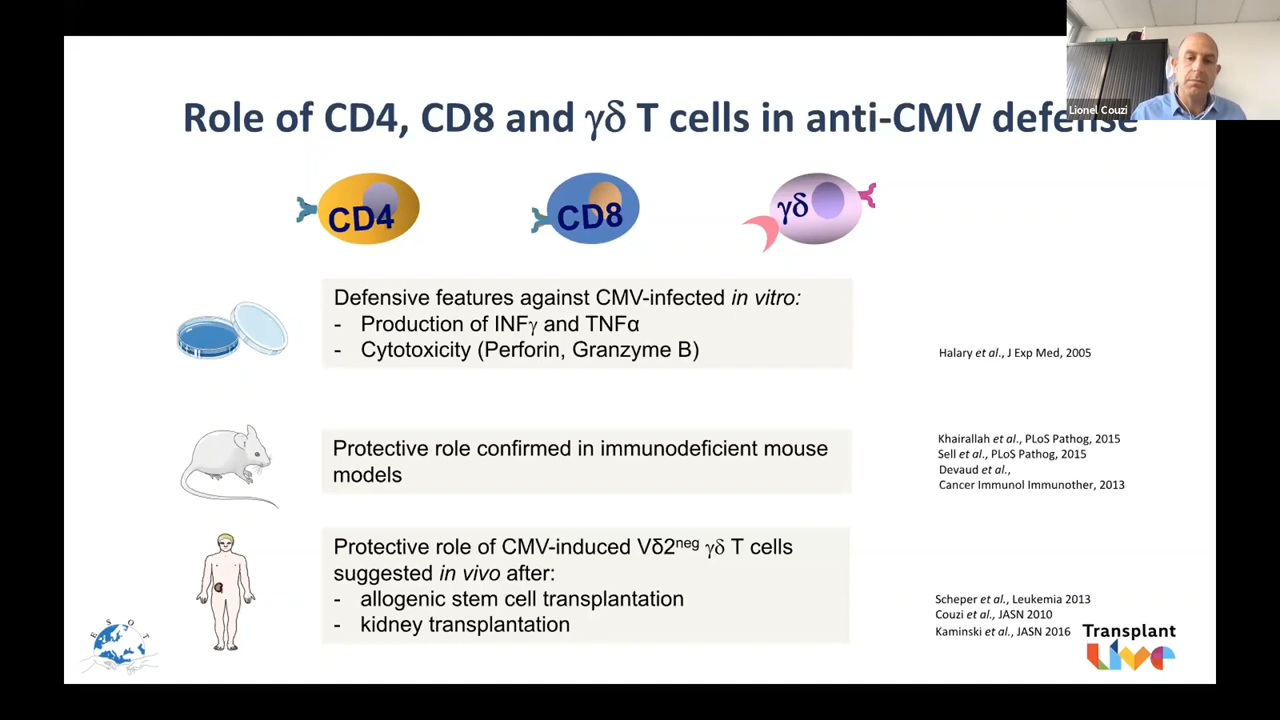 Lionel Couzi
Role of CD4, CD8 and γδ T cells in anti-CMV defense
CD4
CD8
γδ
Defensive features against CMV-infected in vitro:
- Production of INFγ and TNFα
- Cytotoxicity (Perforin, Granzyme B)
Halary et al., J Exp Med, 2005
Protective role confirmed in immunodeficient mouse
models
Khairallah et al., PLoS Pathog, 2015
Sell et al., PLoS Pathog, 2015
Devaud et al.,
Cancer Immunol Immunother, 2013
Protective role of CMV-induced Vδ2neg γδ T cells
suggested in vivo after:
- allogenic stem cell transplantation
- kidney transplantation
Scheper et al., Leukemia 2013
Couzi et al., JASN 2010
Kaminski et al., JASN 2016
ESOT
Transplant
Live